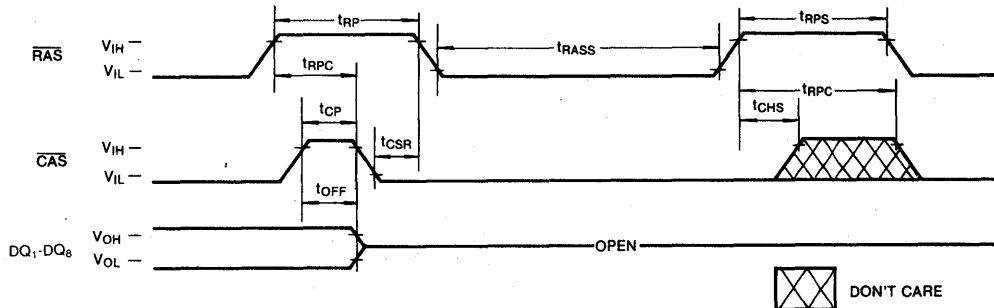 tRP
tRPS
RAS
VIH
VIL
tRASS
tRPC
tRPC
tCP
tCHS
tCSR
CAS
VIH
VIL
tOFF
DQ1-DQ8
VOH
VOL
OPEN
DON'T CARE